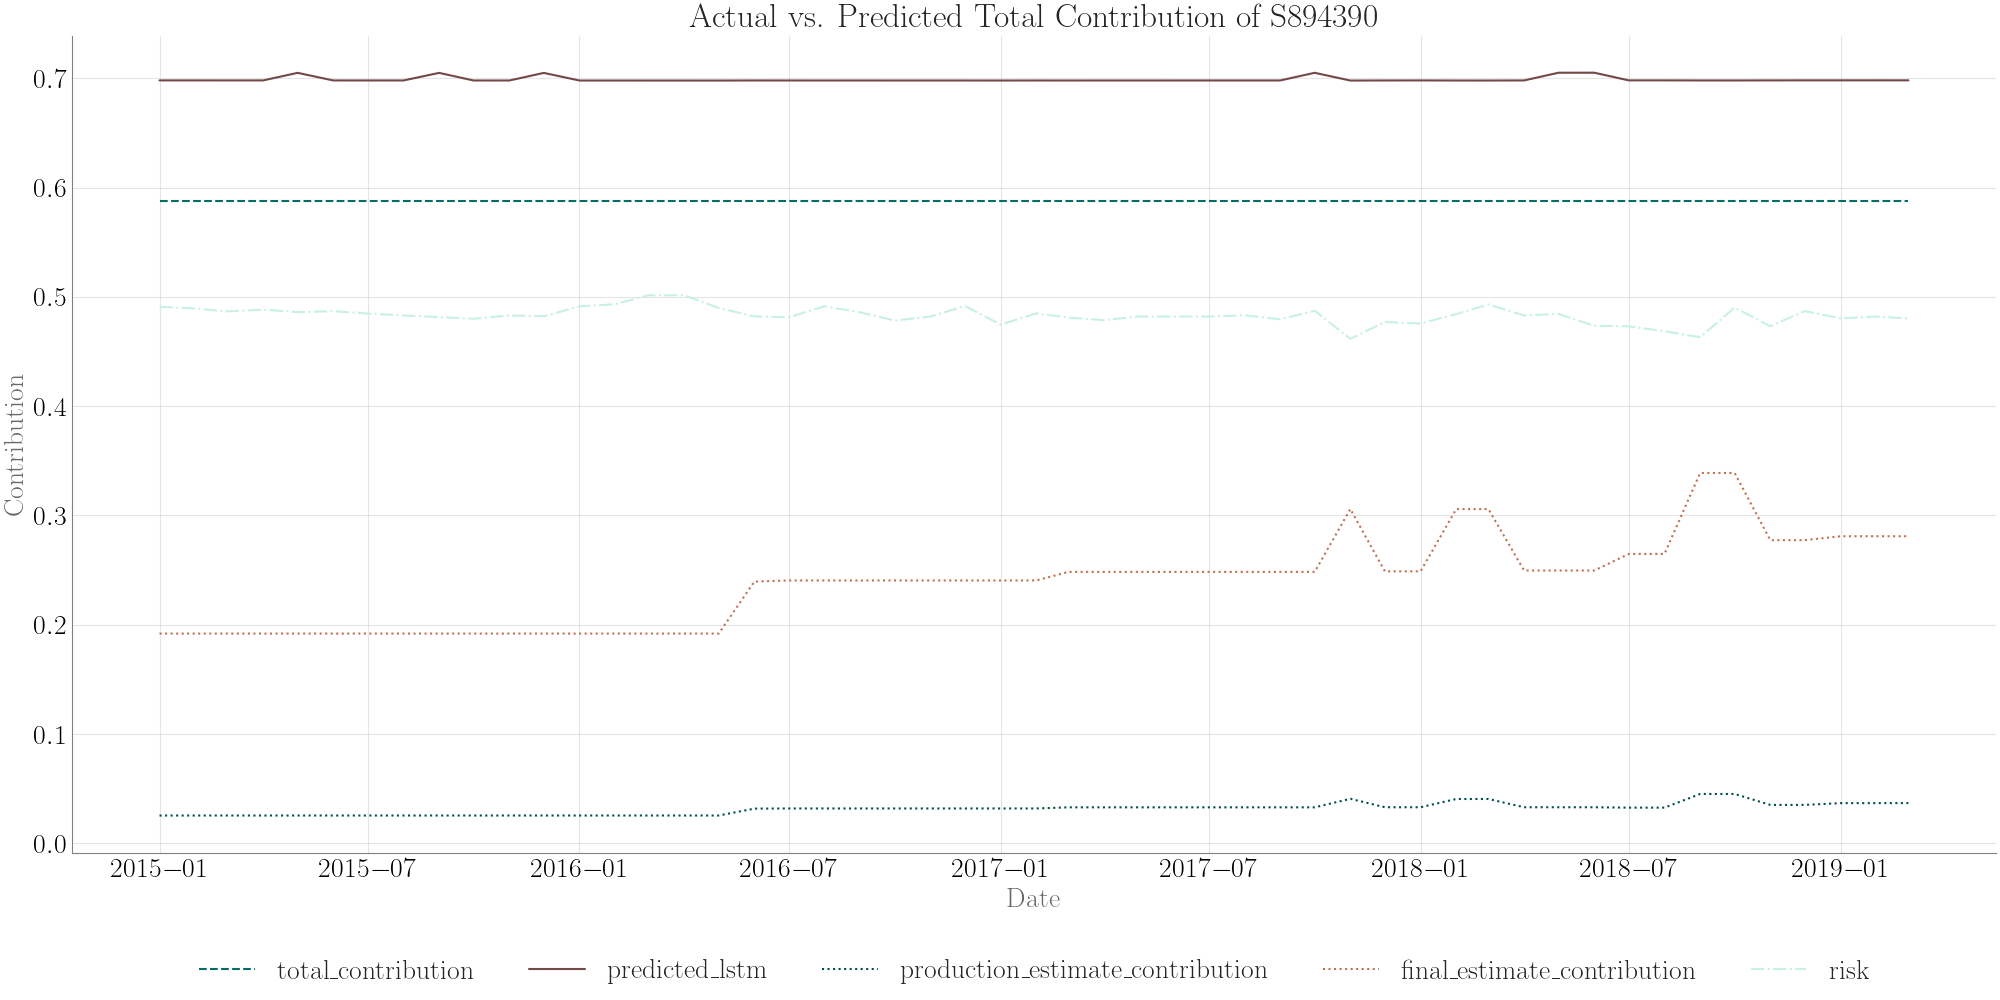 Actual vs. Predicted Total Contribution of S894390
Contribution
0.7
0.6
0.5
0.4
0.3
0.2
0.1
0.0
2015−01 2015−07 2016−01 2016−07 2017−01 2017−07 2018−01 2018−07 2019−01
Date
total_contribution predicted_lstm production_estimate_contribution final_estimate_contribution risk